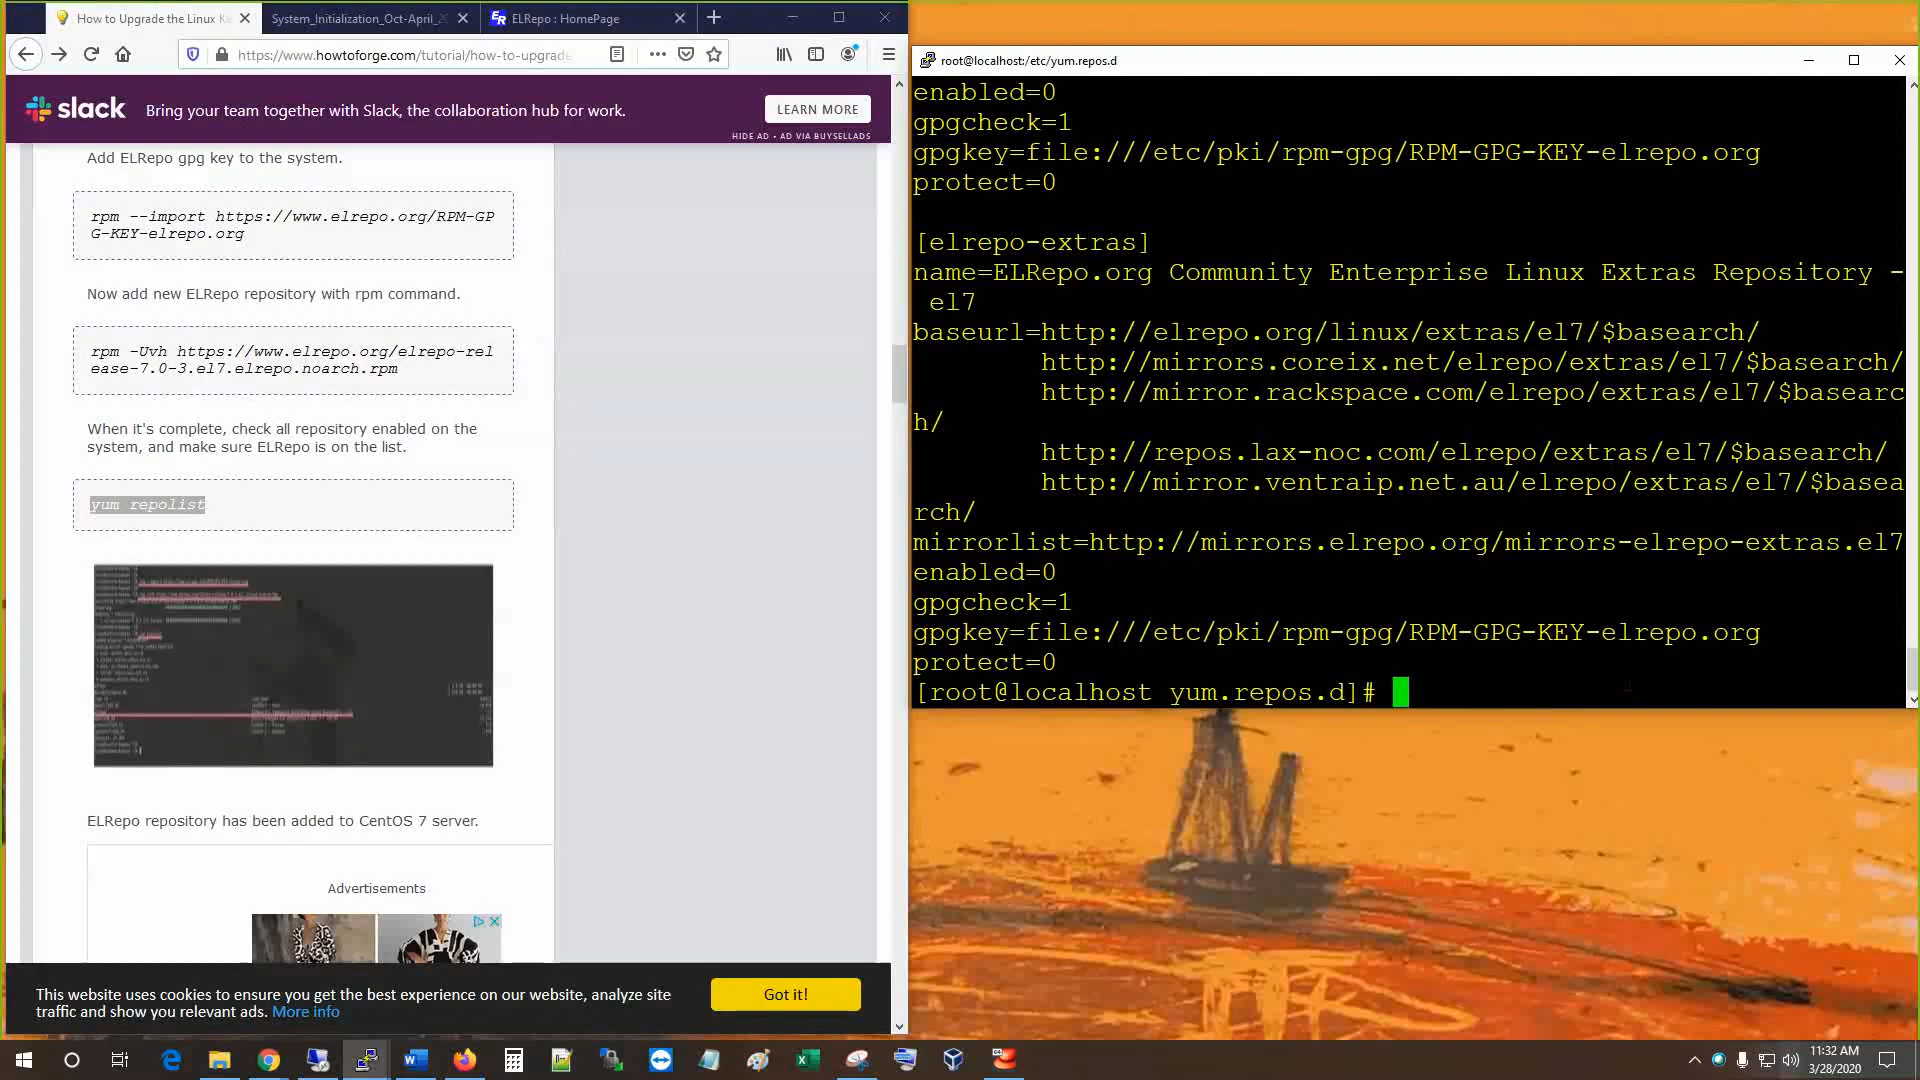 How to Upgrade the Linux Ke
System_Initialization_Oct-April_20
ELRepo : HomePage
https://www.howtoforge.com/tutorial/how-to-upgrade
slack
Bring your team together with Slack, the collaboration hub for work.
LEARN MORE
HIDE AD • AD VIA BUYSELLADS
Add ELRepo gpg key to the system.
rpm --import https://www.elrepo.org/RPM-GP
G-KEY-elrepo.org
Now add new ELRepo repository with rpm command.
rpm -Uvh https://www.elrepo.org/elrepo-rel
ease-7.0-3.el7.elrepo.noarch.rpm
When it's complete, check all repository enabled on the
system, and make sure ELRepo is on the list.
yum repolist
ELRepo repository has been added to CentOS 7 server.
Advertisements
This website uses cookies to ensure you get the best experience on our website, analyze site
traffic and show you relevant ads. More info
Got it!
root@localhost:/etc/yum.repos.d
enabled=0
gpgcheck=1
gpgkey=file:///etc/pki/rpm-gpg/RPM-GPG-KEY-elrepo.org
protect=0
[elrepo-extras]
name=ELRepo.org Community Enterprise Linux Extras Repository -
el7
baseurl=http://elrepo.org/linux/extras/el7/$basearch/
http://mirrors.coreix.net/elrepo/extras/el7/$basearch/
http://mirror.rackspace.com/elrepo/extras/el7/$basearc
h/
http://repos.lax-noc.com/elrepo/extras/el7/$basearch/
http://mirror.ventraip.net.au/elrepo/extras/el7/$basea
rch/
mirrorlist=http://mirrors.elrepo.org/mirrors-elrepo-extras.el7
enabled=0
gpgcheck=1
gpgkey=file:///etc/pki/rpm-gpg/RPM-GPG-KEY-elrepo.org
protect=0
[root@localhost yum.repos.d]#
11:32 AM
3/28/2020